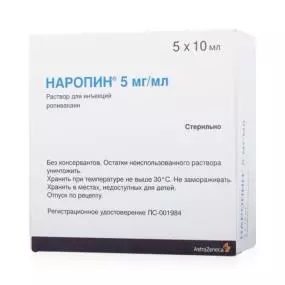 5 x 10 мл
НАРОПИН® 5 мг/мл
Раствор для инъекций
ропивакаин
Стерильно
Без консервантов. Остатки неиспользованного раствора
уничтожить.
Хранить при температуре не выше 30°С. Не замораживать.
Хранить в местах, недоступных для детей.
Отпуск по рецепту.
Регистрационное удостоверение ЛС-001984
AstraZeneca